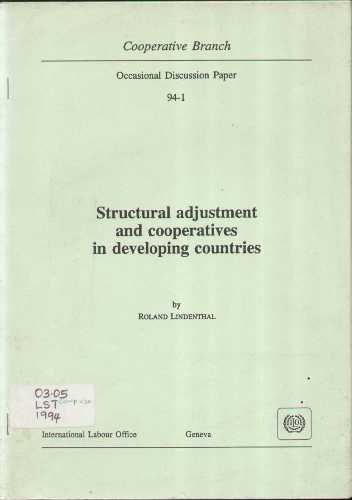 Cooperative Branch
Occasional Discussion Paper
94-1
Structural adjustment
and cooperatives
in developing countries
by
ROLAND LINDENTHAL
03.05
LST
1994
International Labour Office Geneva